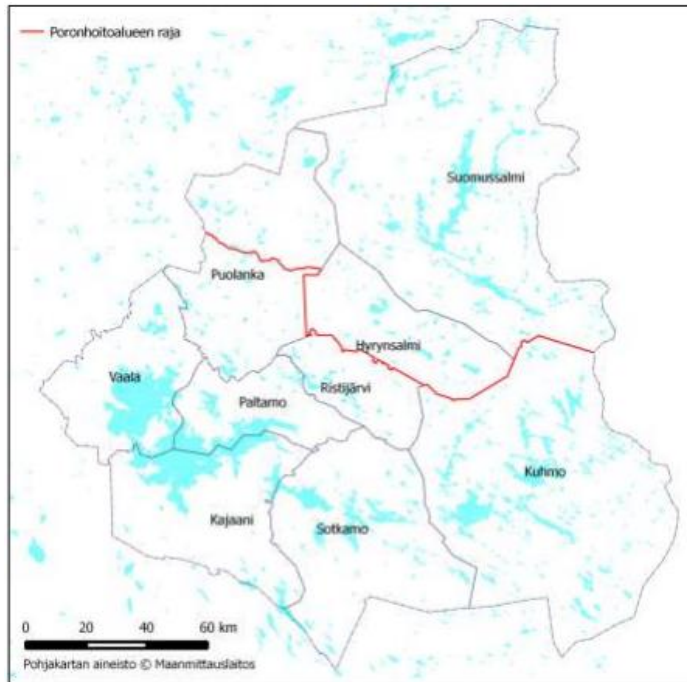 Poronhoitoalueen raja
Suomussalmi
Puolanka
Hyrynsalmi
Vaala
Ristijärvi
Paltamo
Kuhmo
Kajaani
Sotkamo
0 20 40 60 km
Pohjakartan aineisto © Maanmittauslaitos